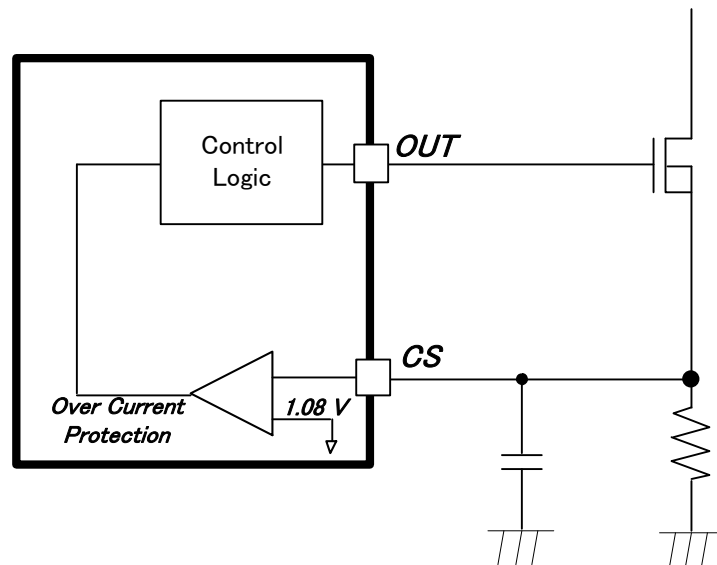 Control
Logic
OUT
CS
1.08 V
Over Current
Protection